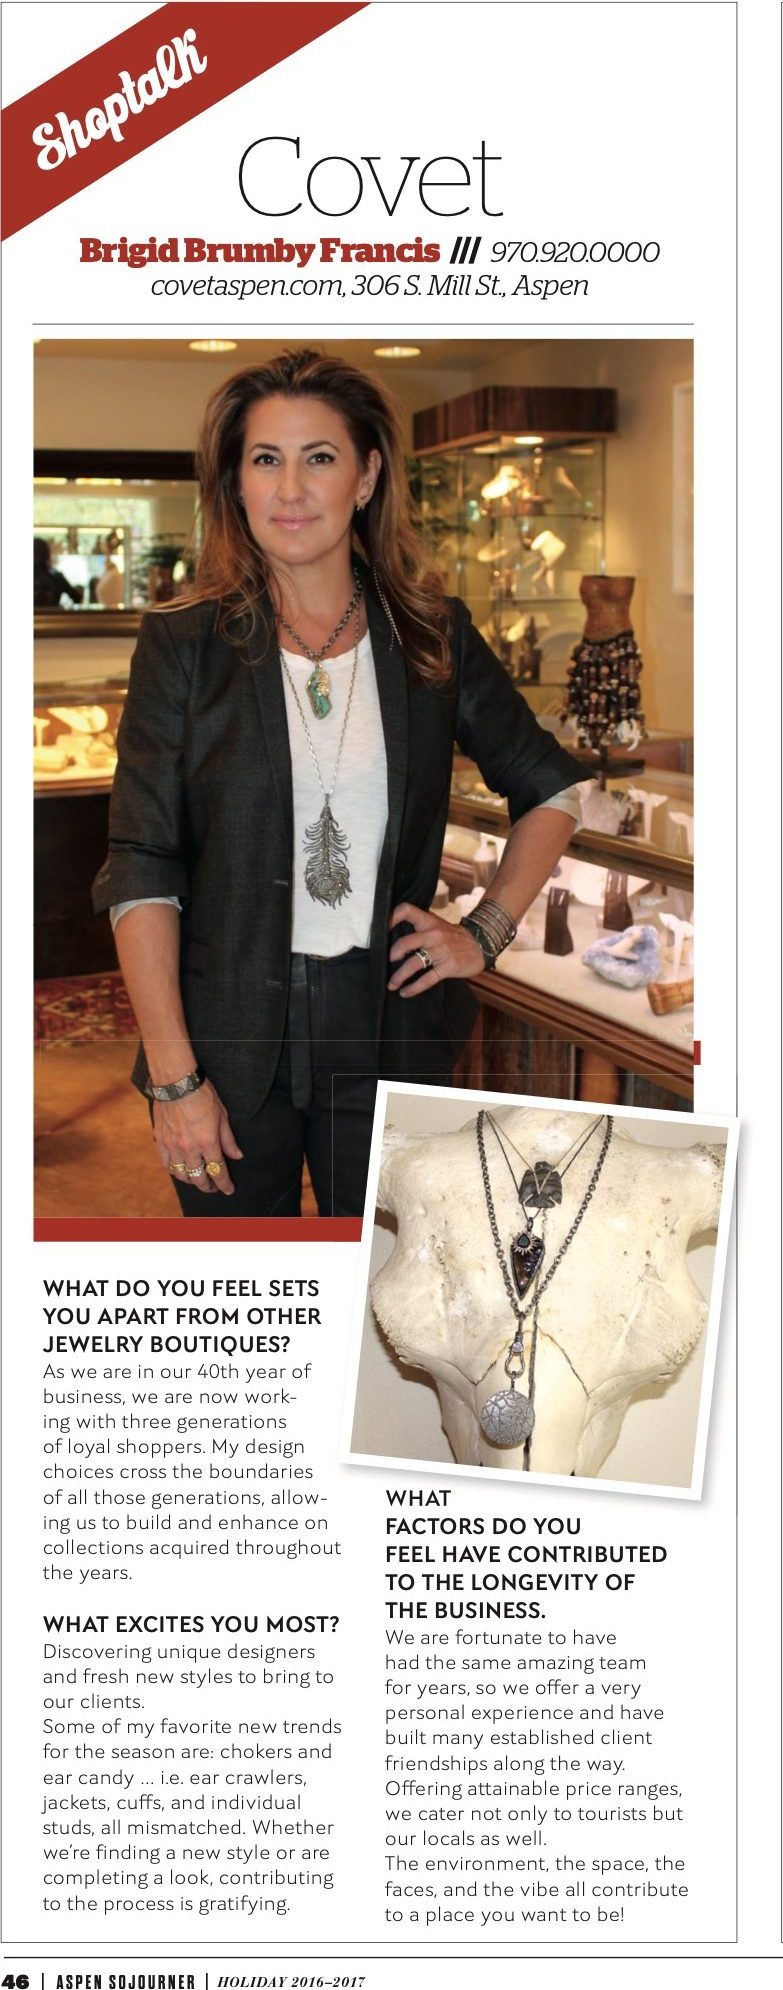 Shoptalk
Covet
Brigid Brumby Francis /// 970.920.0000
covetaspen.com, 306 S. Mill St., Aspen
WHAT DO YOU FEEL SETS
YOU APART FROM OTHER
JEWELRY BOUTIQUES?
As we are in our 40th year of
business, we are now work-
ing with three generations
of loyal shoppers. My design
choices cross the boundaries
of all those generations, allow-
ing us to build and enhance on
collections acquired throughout
the years.
WHAT EXCITES YOU MOST?
Discovering unique designers
and fresh new styles to bring to
our clients.
Some of my favorite new trends
for the season are: chokers and
ear candy ... i.e. ear crawlers,
jackets, cuffs, and individual
studs, all mismatched. Whether
we're finding a new style or are
completing a look, contributing
to the process is gratifying.
WHAT
FACTORS DO YOU
FEEL HAVE CONTRIBUTED
TO THE LONGEVITY OF
THE BUSINESS.
We are fortunate to have
had the same amazing team
for years, so we offer a very
personal experience and have
built many established client
friendships along the way.
Offering attainable price ranges,
we cater not only to tourists but
our locals as well.
The environment, the space, the
faces, and the vibe all contribute
to a place you want to be!
46 | ASPEN SOJOURNER | HOLIDAY 2016–2017